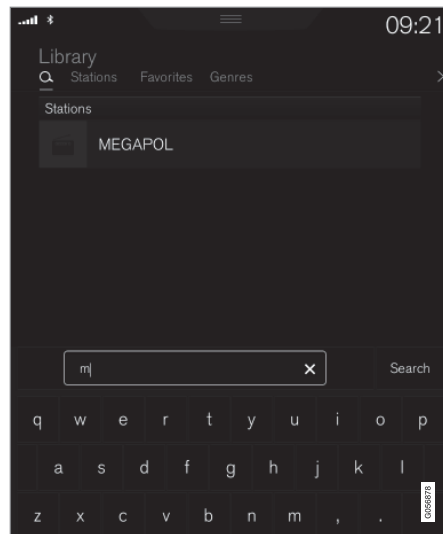 09:21
Library
Stations Favorites Genres
Stations
MEGAPOL
m
Search
q w e r t y u i o p
a s d f g h j k l
z x c v b n m , .
G056878